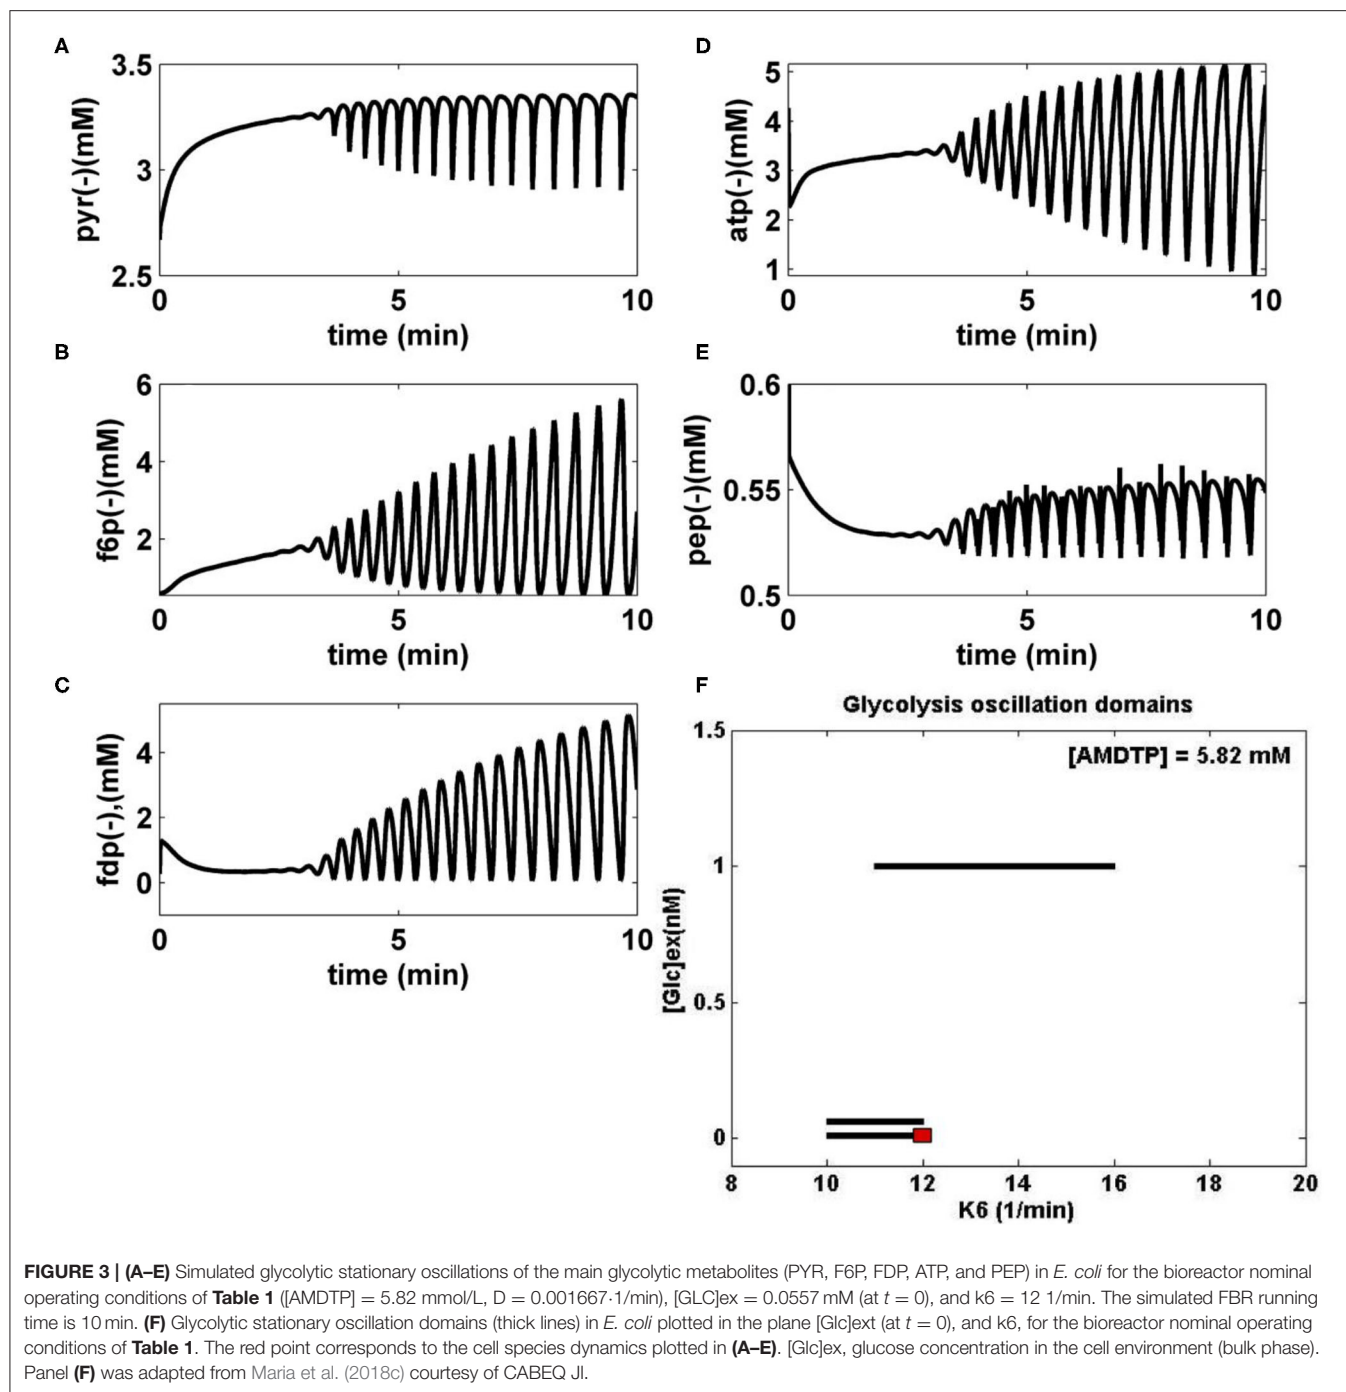 A
3.5
3
2.5
pyr(-)(mM)
0
5
10
time (min)
B
6
4
2
f6p(-)(mM)
0
5
10
time (min)
C
4
2
0
fdp(-),(mM)
0
5
10
time (min)
D
5
4
3
2
1
atp(-)(mM)
0
5
10
time (min)
E
0.6
0.55
0.5
pep(-)(mM)
0
5
10
time (min)
F
Glycolysis oscillation domains
[AMDTP] = 5.82 mM
1.5
1
0.5
0
[Glc]ex(nM)
8
10
12
14
16
18
20
K6 (1/min)
FIGURE 3 | (A–E) Simulated glycolytic stationary oscillations of the main glycolytic metabolites (PYR, F6P, FDP, ATP, and PEP) in E. coli for the bioreactor nominal
operating conditions of Table 1 ([AMDTP] = 5.82 mmol/L, D = 0.001667·1/min), [GLC]ex = 0.0557 mM (at t = 0), and k6 = 12 1/min. The simulated FBR running
time is 10 min. (F) Glycolytic stationary oscillation domains (thick lines) in E. coli plotted in the plane [Glc]ext (at t = 0), and k6, for the bioreactor nominal operating
conditions of Table 1. The red point corresponds to the cell species dynamics plotted in (A–E). [Glc]ex, glucose concentration in the cell environment (bulk phase).
Panel (F) was adapted from Maria et al. (2018c) courtesy of CABEQ Jl.